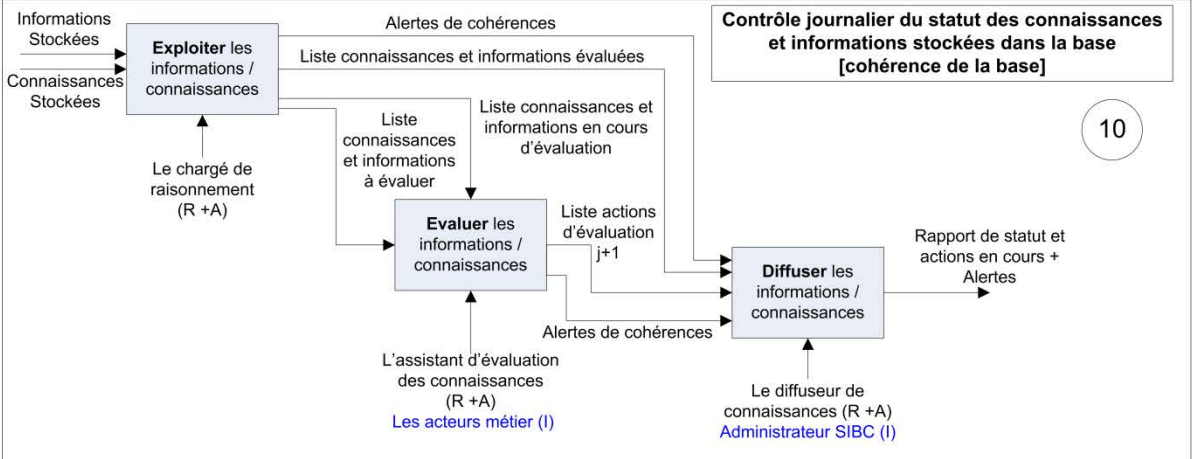 Informations
Stockées
Connaissances
Stockées
Exploiter les
informations /
connaissances
Le chargé de
raisonnement
(R +A)
Alertes de cohérences
Liste connaissances et informations évaluées
Liste connaissances et
informations en cours
d’évaluation
Liste
connaissances
et informations
à évaluer
Contrôle journalier du statut des connaissances
et informations stockées dans la base
[cohérence de la base]
10
Evaluer les
informations /
connaissances
Liste actions
d’évaluation
j+1
Alertes de cohérences
L’assistant d’évaluation
des connaissances
(R +A)
Les acteurs métier (I)
Diffuser les
informations /
connaissances
Rapport de statut et
actions en cours +
Alertes
Le diffuseur de
connaissances (R +A)
Administrateur SIBC (I)